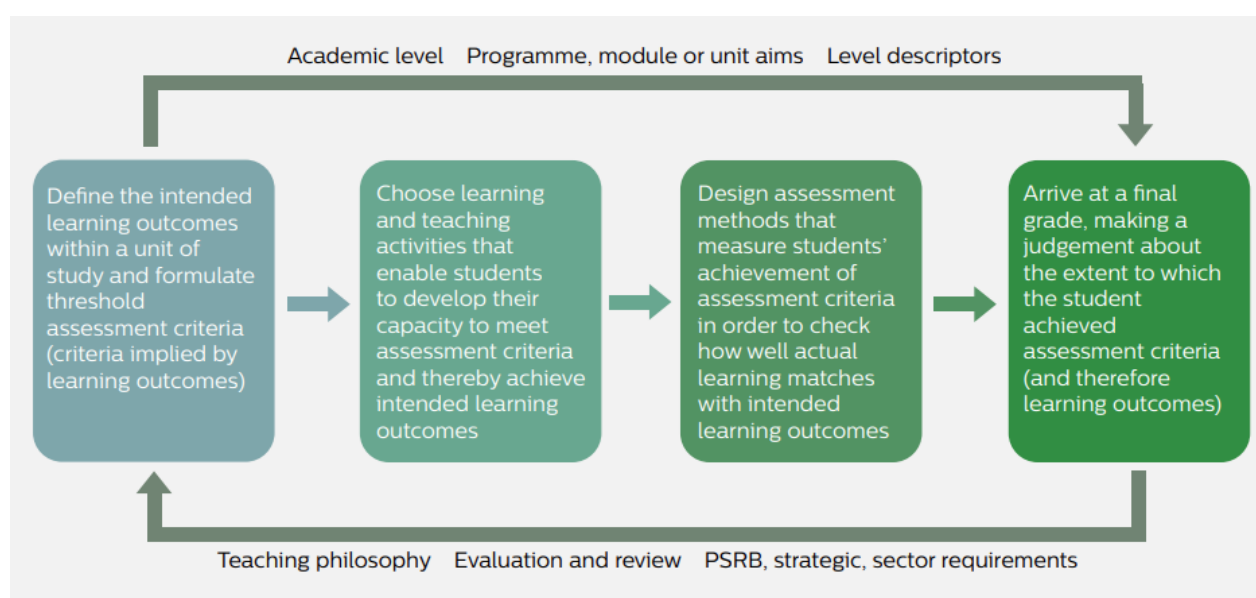 Academic level Programme, module or unit aims Level descriptors
Define the intended
learning outcomes
within a unit of
study and formulate
threshold
assessment criteria
(criteria implied by
learning outcomes)
Choose learning
and teaching
activities that
enable students
to develop their
capacity to meet
assessment criteria
and thereby achieve
intended learning
outcomes
Design assessment
methods that
measure students’
achievement of
assessment criteria
in order to check
how well actual
learning matches
with intended
learning outcomes
Arrive at a final
grade, making a
judgement about
the extent to which
the student
achieved
assessment criteria
(and therefore
learning outcomes)
Teaching philosophy Evaluation and review PSRB, strategic, sector requirements